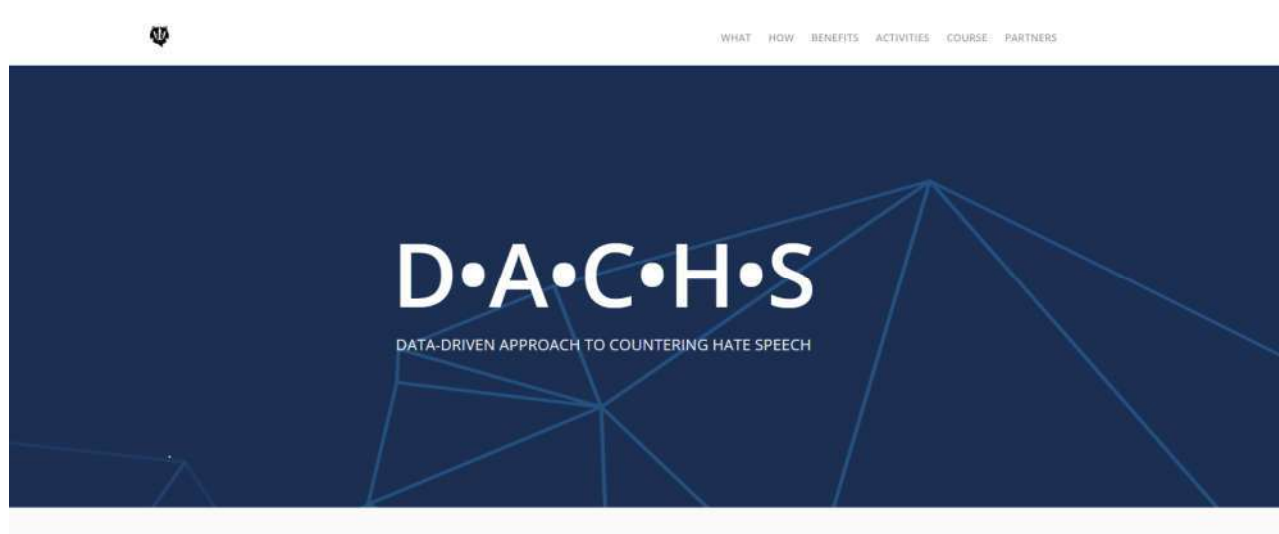 WHAT HOW BENEFITS ACTIVITIES COURSE PARTNERS
D•A•C•H•S
DATA-DRIVEN APPROACH TO COUNTERING HATE SPEECH